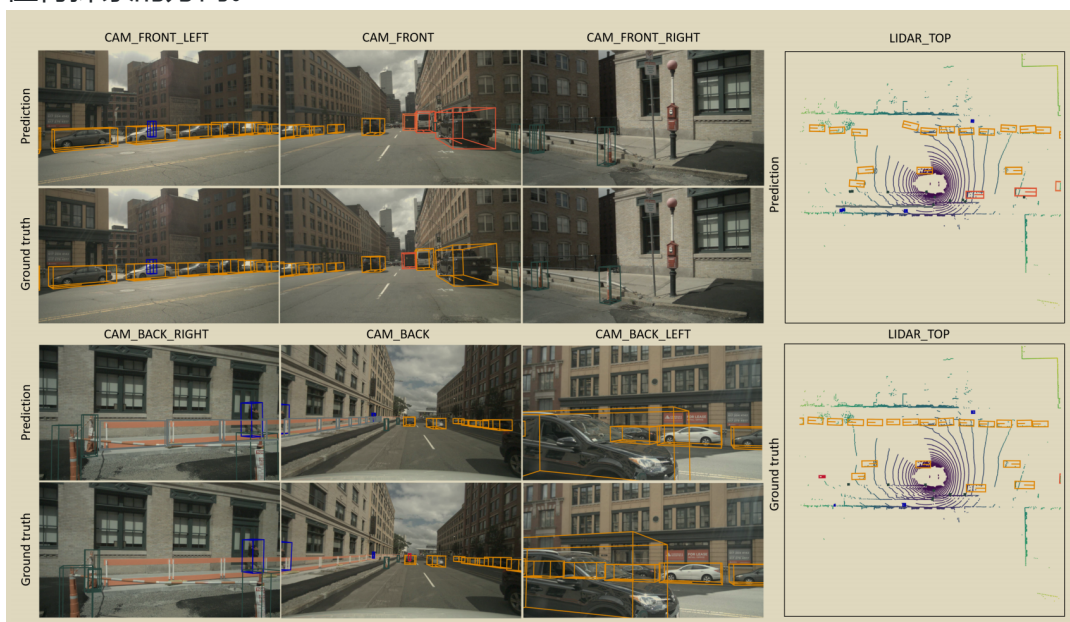 CAM_FRONT_LEFT CAM_FRONT CAM_FRONT_RIGHT LIDAR_TOP
Prediction
Prediction
Ground truth
CAM_BACK_RIGHT CAM_BACK CAM_BACK_LEFT LIDAR_TOP
Prediction
Ground truth
Ground truth